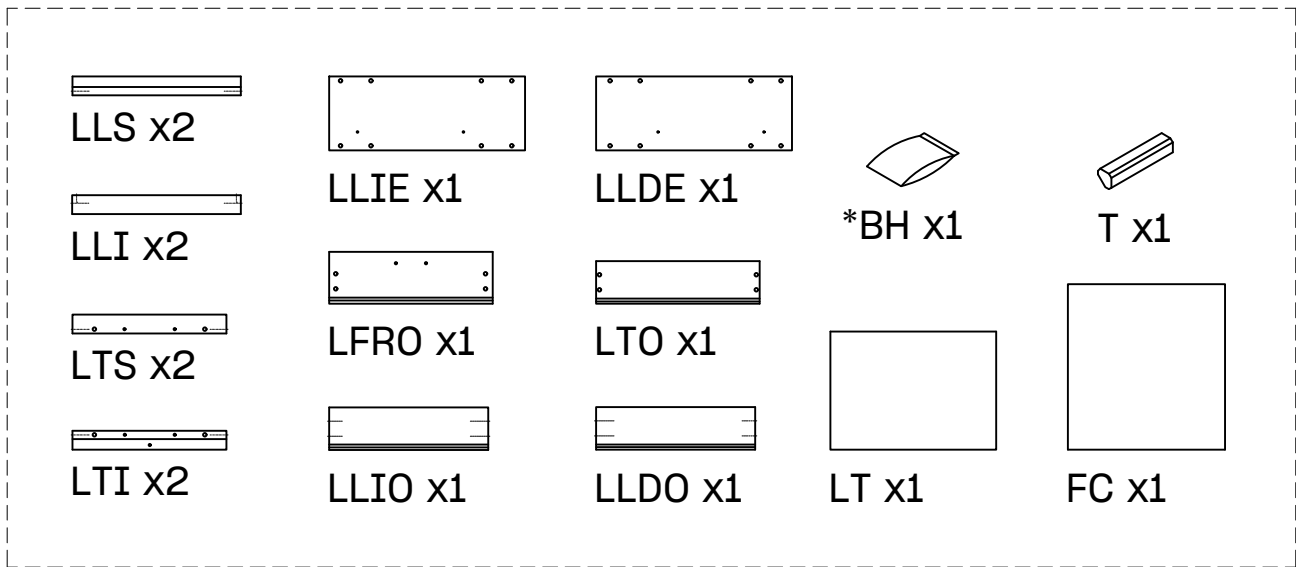 LLS x2
LLI x2
LTS x2
LTI x2
LLIE x1
LFRO x1
LLIO x1
LLDE x1
LTO x1
LLDO x1
*BH x1
LT x1
T x1
FC x1